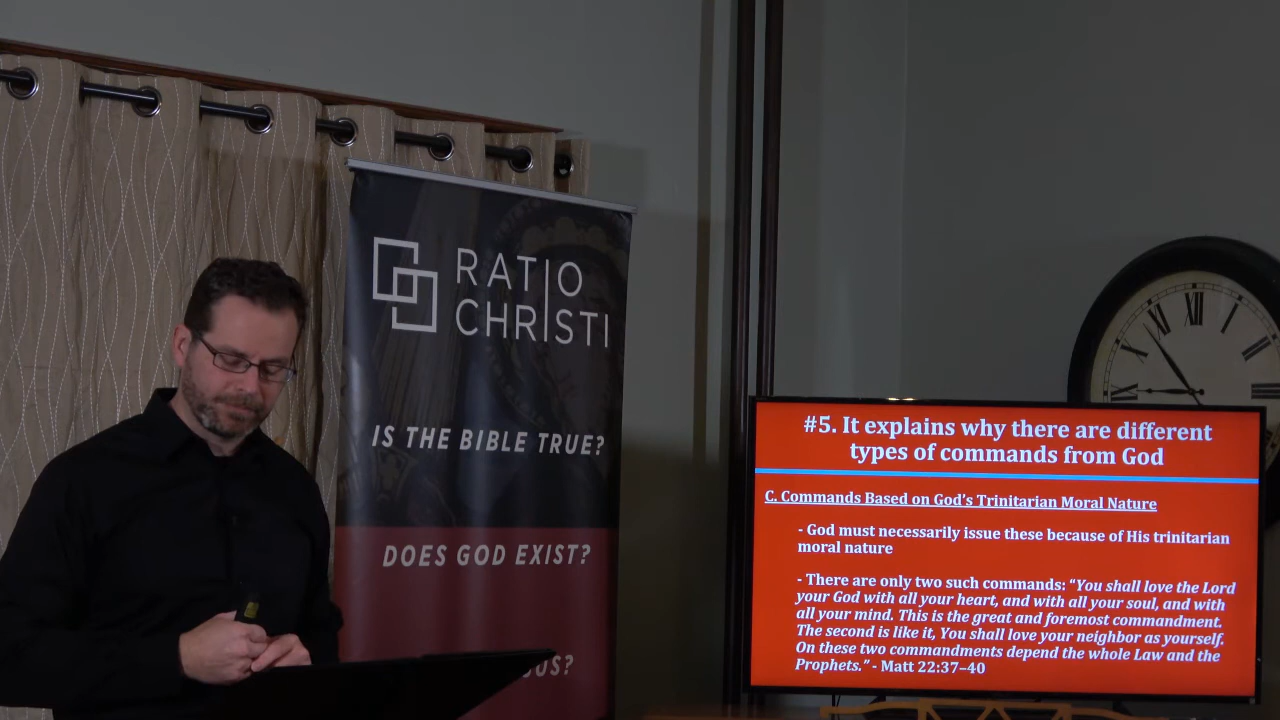 RATIO
CHRISTI
IS THE BIBLE TRUE?
DOES GOD EXIST?
#5. It explains why there are different
types of commands from God
C. Commands Based on God's Trinitarian Moral Nature
- God must necessarily issue these because of His trinitarian
moral nature
- There are only two such commands: “You shall love the Lord
your God with all your heart, and with all your soul, and with
all your mind. This is the great and foremost commandment.
The second is like it, You shall love your neighbor as yourself.
On these two commandments depend the whole Law and the
Prophets.” - Matt 22:37–40